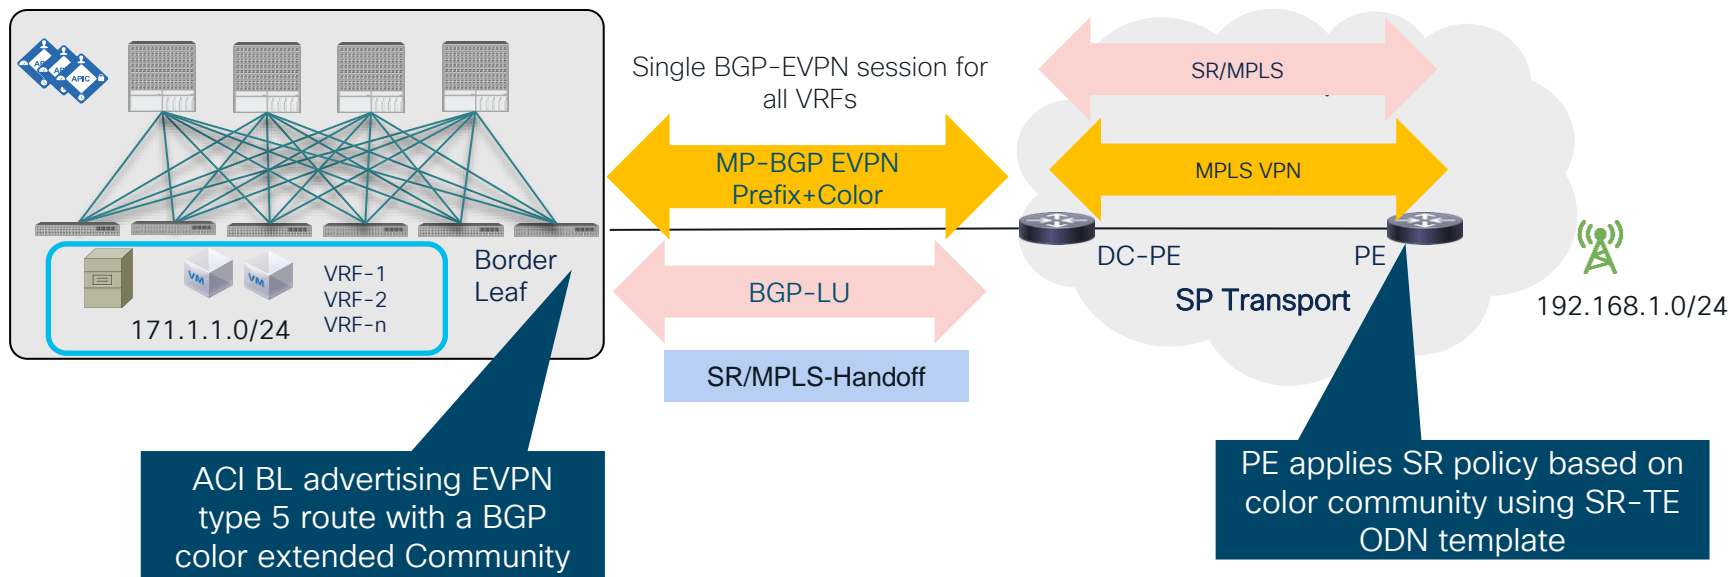 APIC
Single BGP-EVPN session for
all VRFs
MP-BGP EVPN
Prefix+Color
BGP-LU
SR/MPLS-Handoff
SR/MPLS
MPLS VPN
DC-PE
PE
SP Transport
192.168.1.0/24
VM
VM
VRF-1
VRF-2
VRF-n
171.1.1.0/24
Border
Leaf
ACI BL advertising EVPN
type 5 route with a BGP
color extended Community
PE applies SR policy based on
color community using SR-TE
ODN template